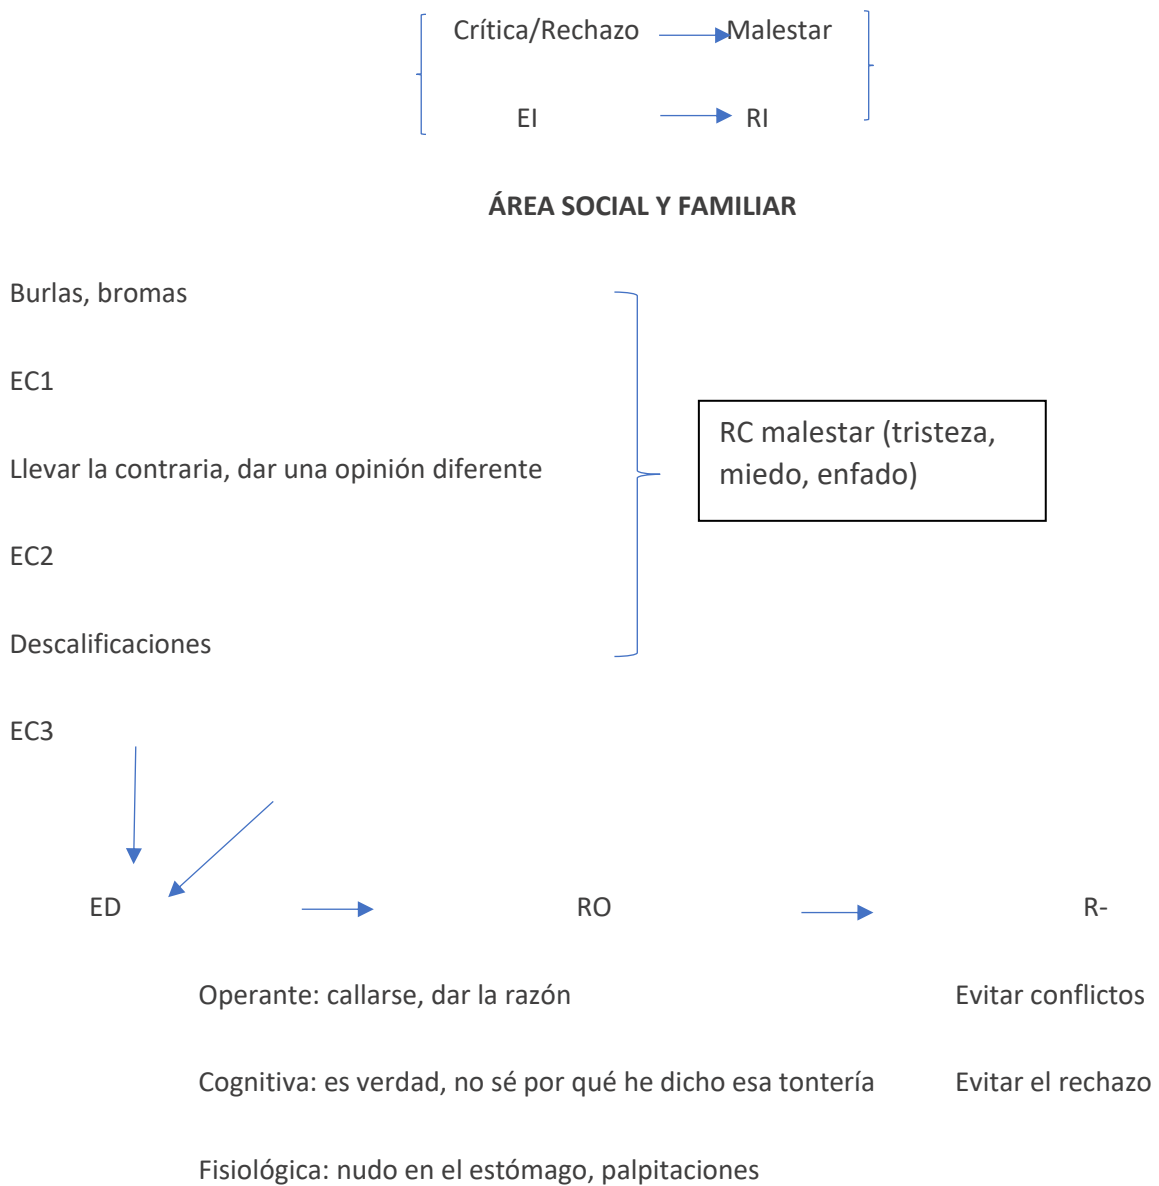 Crítica/Rechazo Malestar
EI RI
ÁREA SOCIAL Y FAMILIAR
Burlas, bromas
EC1
Llevar la contraria, dar una opinión diferente
EC2
Descalificaciones
EC3
RC malestar (tristeza,
miedo, enfado)
ED RO R-
Operante: callarse, dar la razón Evitar conflictos
Cognitiva: es verdad, no sé por qué he dicho esa tontería Evitar el rechazo
Fisiológica: nudo en el estómago, palpitaciones